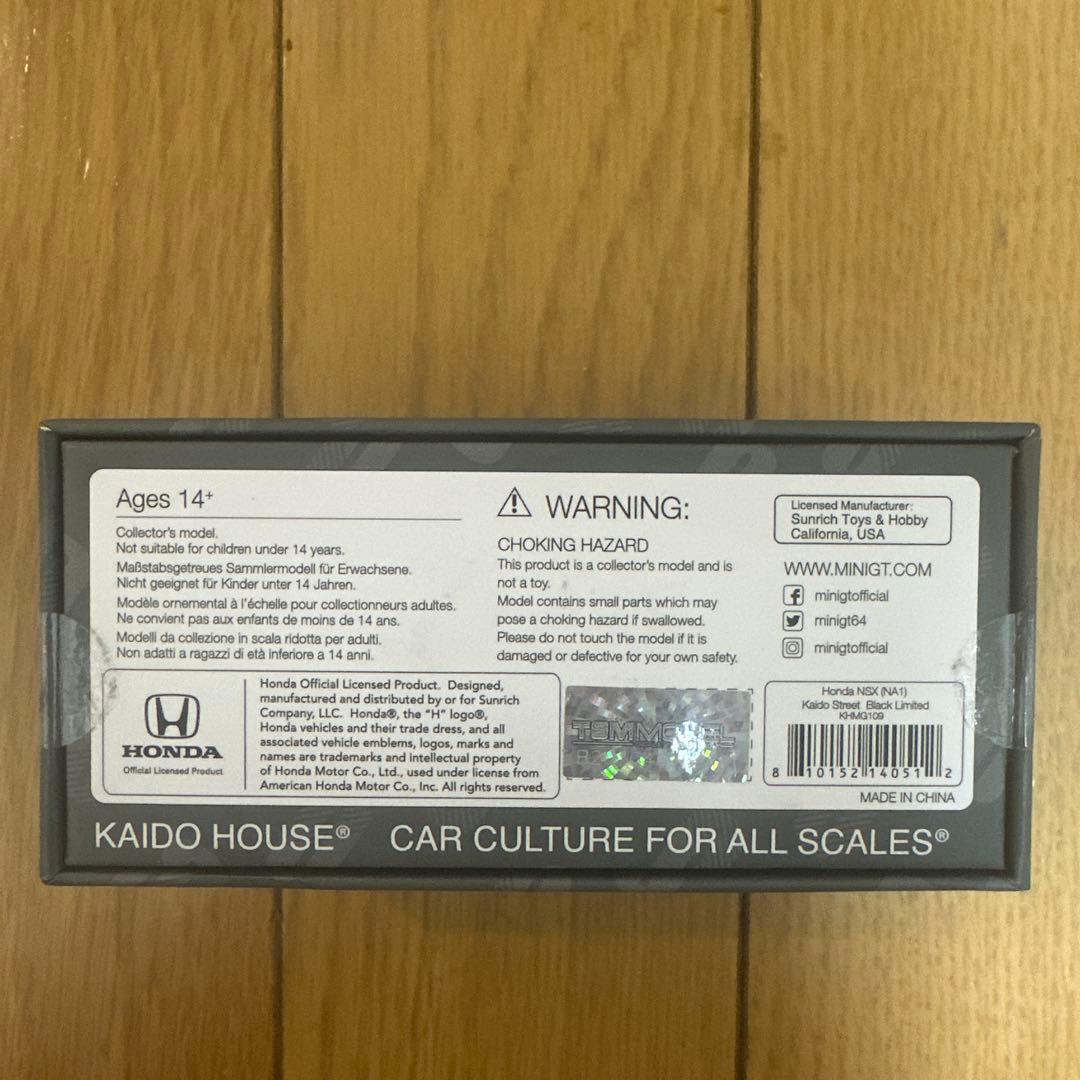 Ages 14+
Collector's model.
Not suitable for children under 14 years.
Maßstabsgetreues Sammlermodell für Erwachsene.
Nicht geeignet für Kinder unter 14 Jahren.
Modèle ornemental à l'échelle pour collectionneurs adultes.
Ne convient pas aux enfants de moins de 14 ans.
Modelli da collezione in scala ridotta per adulti.
Non adatti a ragazzi di età inferiore a 14 anni.
WARNING:
CHOKING HAZARD
This product is a collector's model and is
not a toy.
Model contains small parts which may
pose a choking hazard if swallowed.
Please do not touch the model if it is
damaged or defective for your own safety.
Licensed Manufacturer:
Sunrich Toys & Hobby
California, USA
WWW.MINIGT.COM
minigtofficial
minigt64
minigtofficial
HONDA
Official Licensed Product
Honda Official Licensed Product. Designed,
manufactured and distributed by or for Sunrich
Company, LLC. Honda®, the “H” logo®,
Honda vehicles and their trade dress, and all
associated vehicle emblems, logos, marks and
names are trademarks and intellectual property
of Honda Motor Co., Ltd., used under license from
American Honda Motor Co., Inc. All rights reserved.
Honda NSX (NA1)
Kaido Street Black Limited
KHMG109
8 10152 14051 2
MADE IN CHINA
KAIDO HOUSE® CAR CULTURE FOR ALL SCALES®